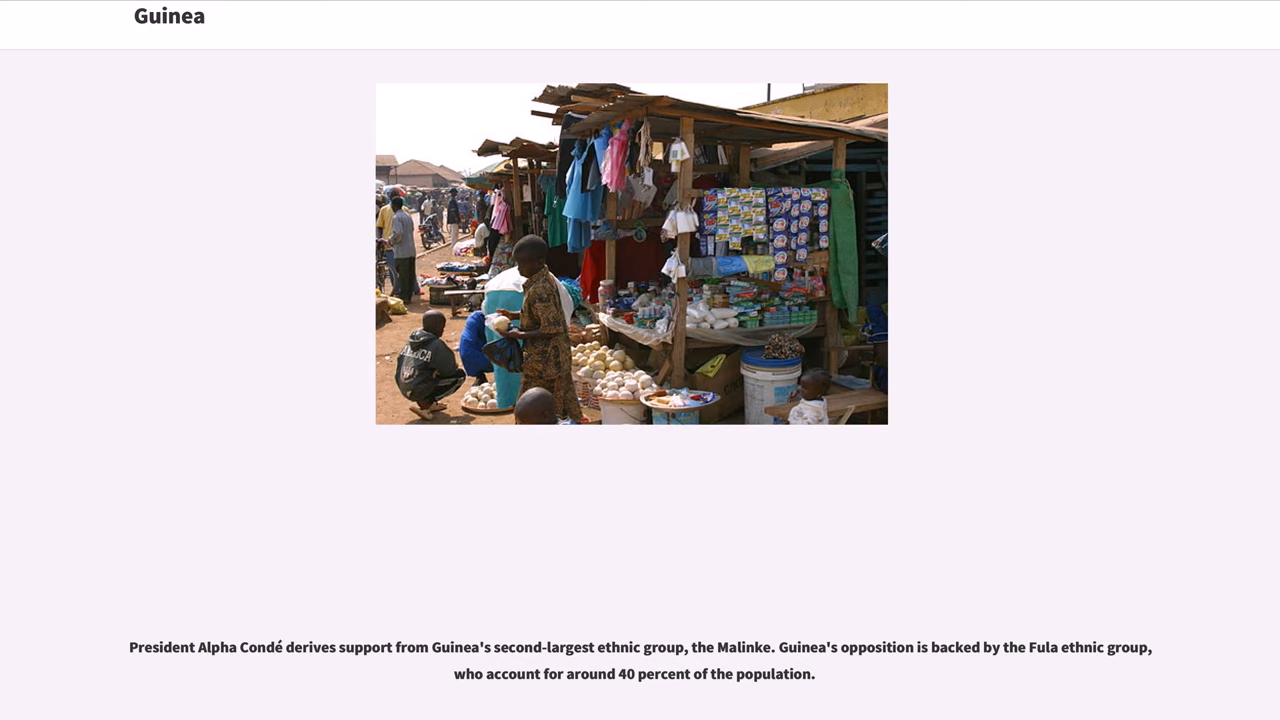 Guinea
President Alpha Condé derives support from Guinea's second-largest ethnic group, the Malinke. Guinea's opposition is backed by the Fula ethnic group,
who account for around 40 percent of the population.